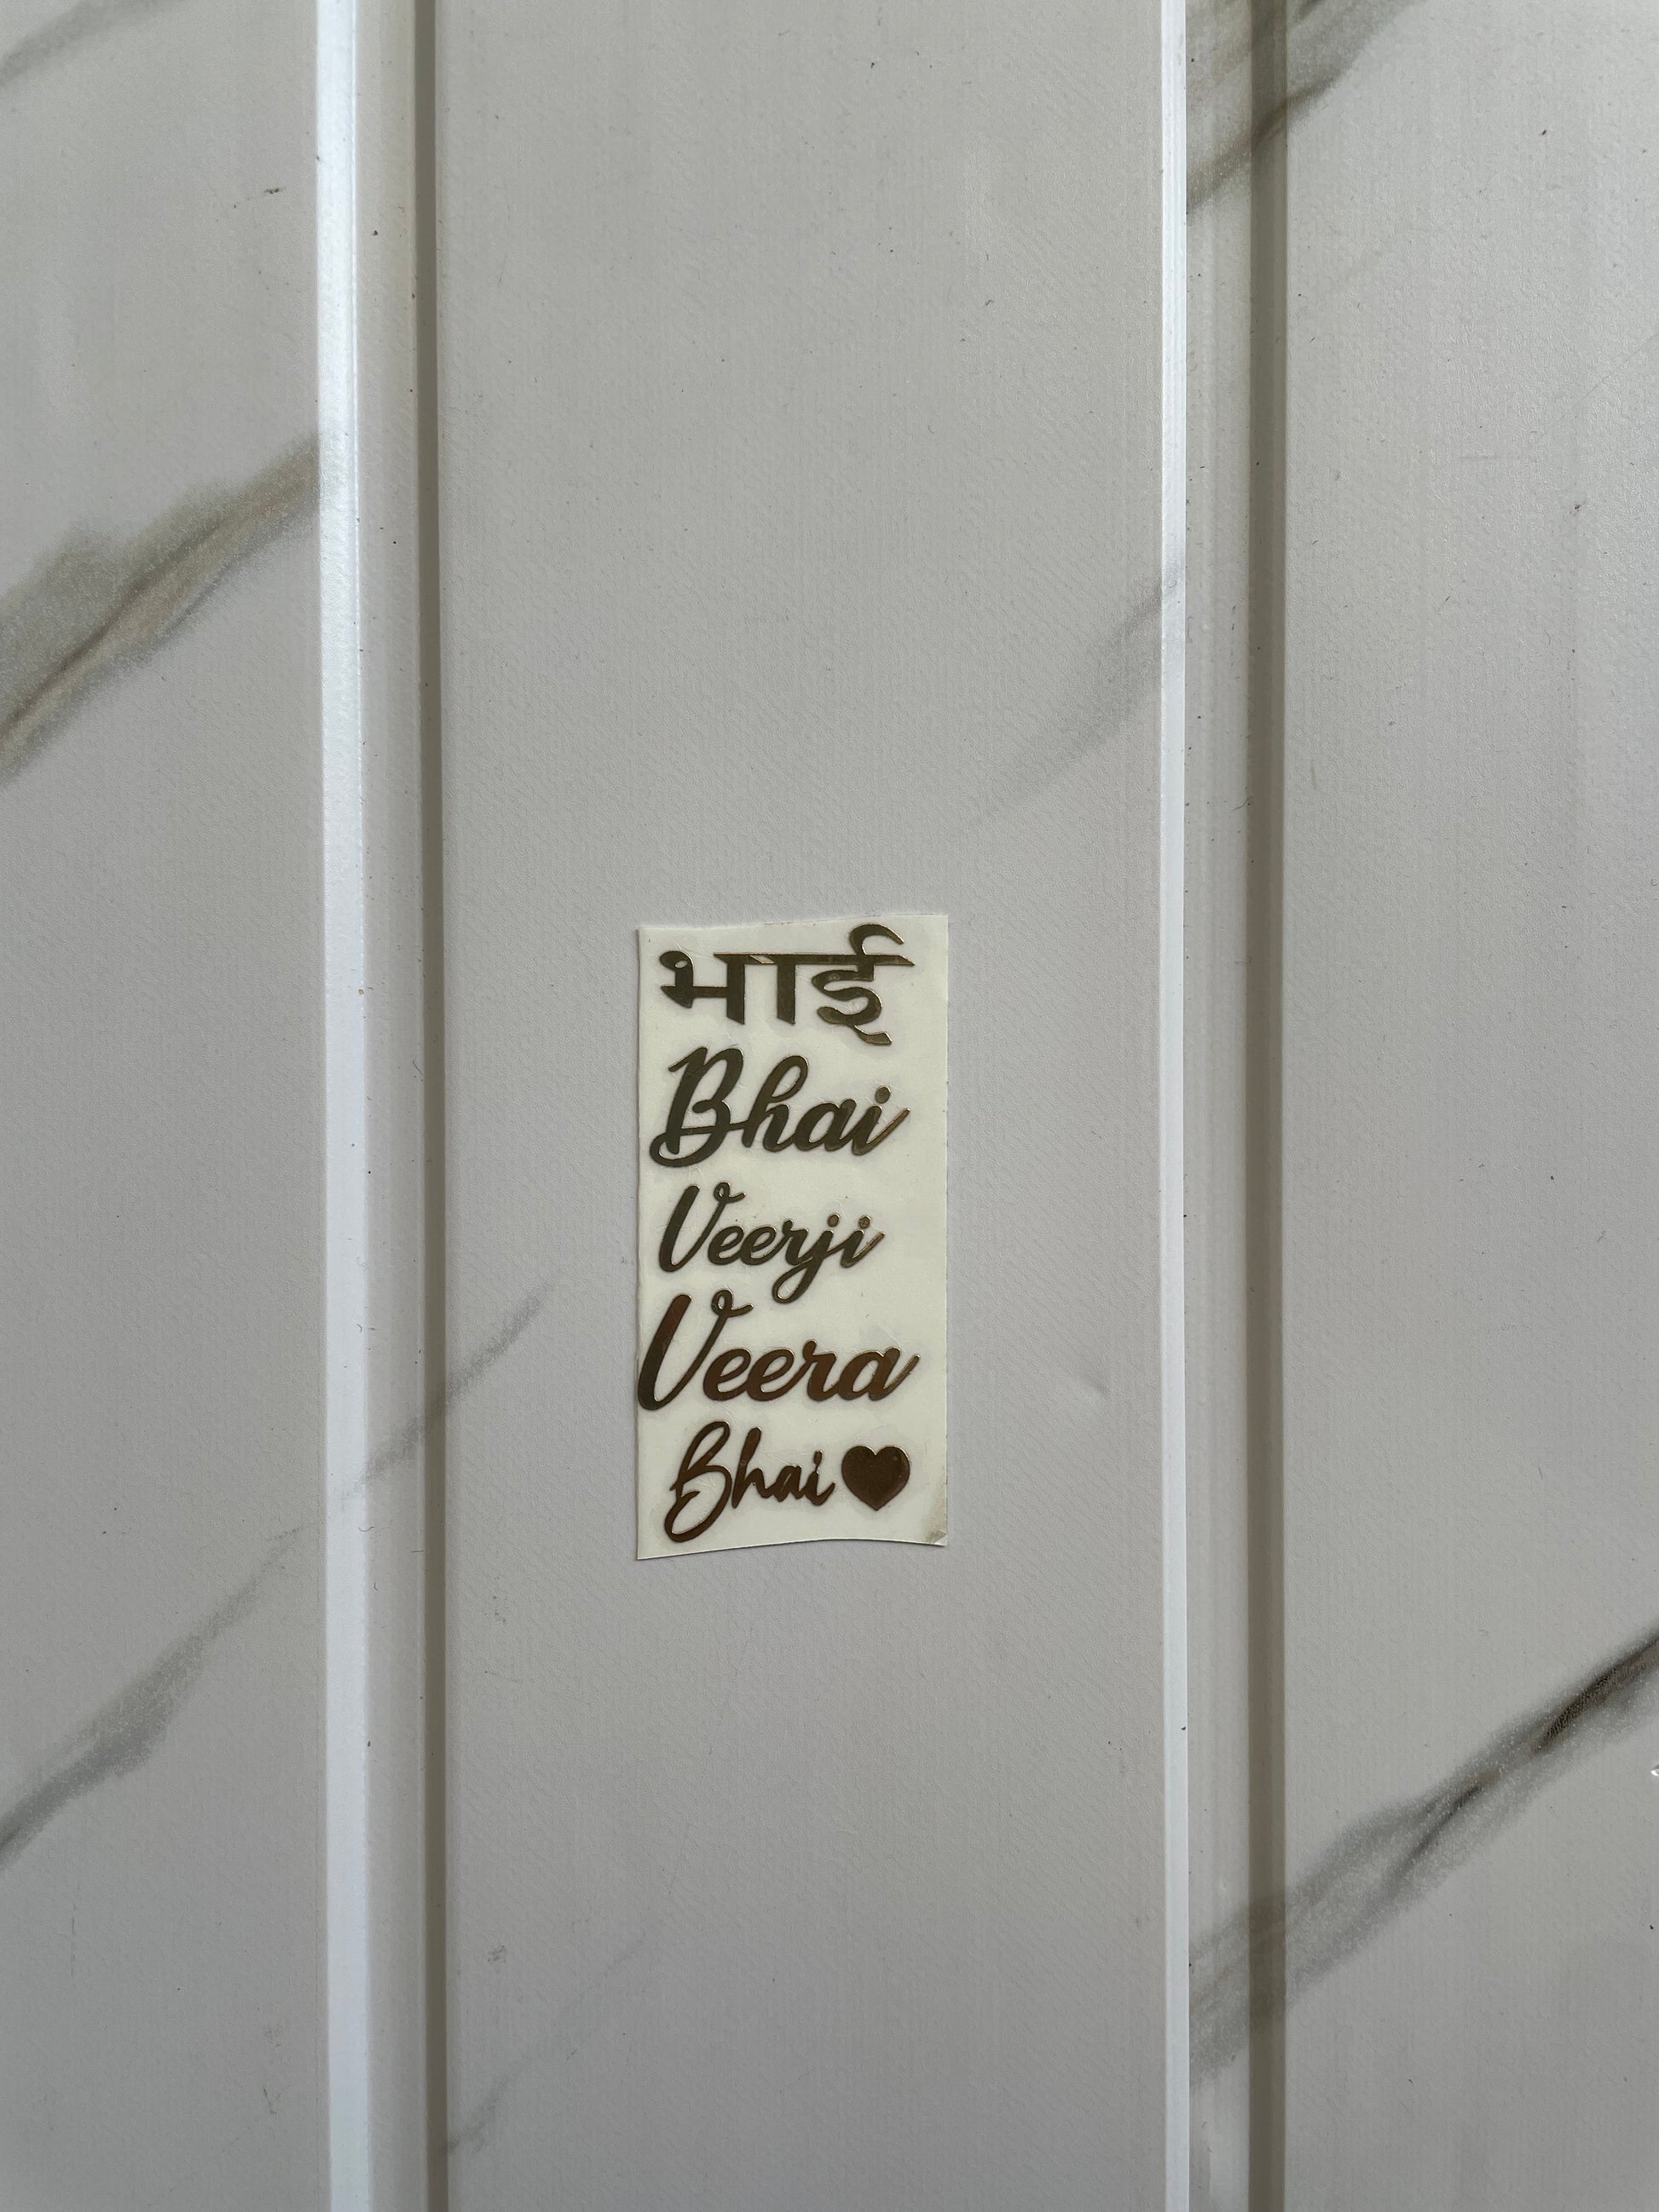 भाई
Bhai
Veerji
Veera
Bhai ♥